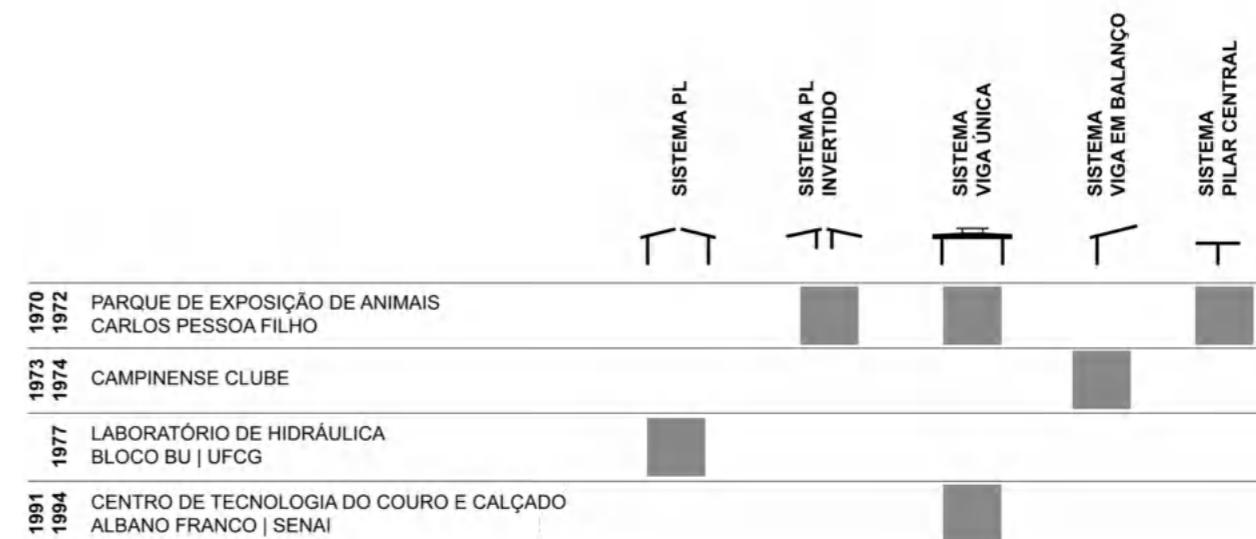 SISTEMA PL
SISTEMA PL
INVERTIDO
SISTEMA
VIGA ÚNICA
SISTEMA
VIGA EM BALANÇO
SISTEMA
PILAR CENTRAL
1970
1972
PARQUE DE EXPOSIÇÃO DE ANIMAIS
CARLOS PESSOA FILHO
1973
1974
CAMPINENSE CLUBE
1977
LABORATÓRIO DE HIDRÁULICA
BLOCO BU | UFCG
1991
1994
CENTRO DE TECNOLOGIA DO COURO E CALÇADO
ALBANO FRANCO | SENAI